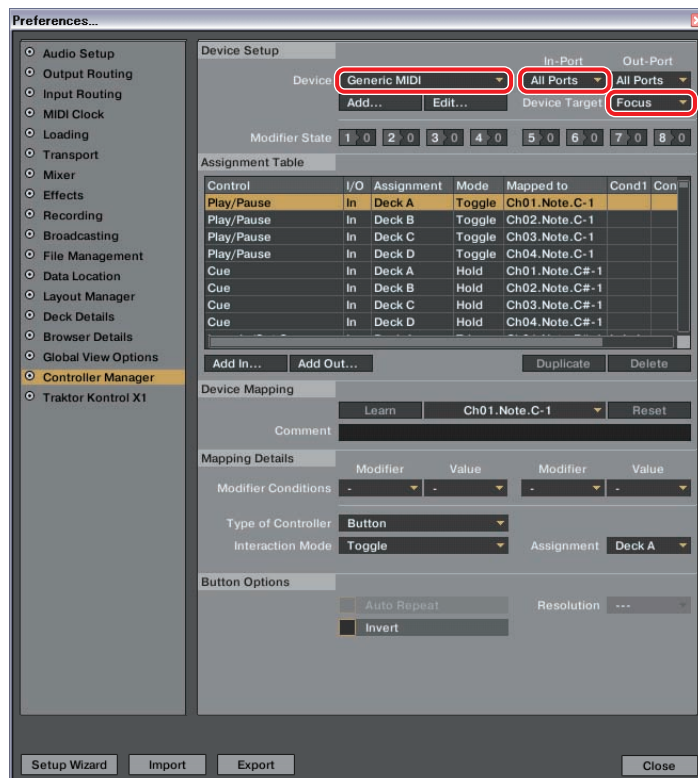 Preferences...
Audio Setup
Output Routing
Input Routing
MIDI Clock
Loading
Transport
Mixer
Effects
Recording
Broadcasting
File Management
Data Location
Layout Manager
Deck Details
Browser Details
Global View Options
Controller Manager
Traktor Kontrol X1
Device Setup
In-Port Out-Port
Device Generic MIDI All Ports All Ports
Add... Edit... Device Target Focus
Modifier State 1 0 2 0 3 0 4 0 5 0 6 0 7 0 8 0
Assignment Table
Control I/O Assignment Mode Mapped to Cond1 Con
Play/Pause In Deck A Toggle Ch01.Note.C-1
Play/Pause In Deck B Toggle Ch02.Note.C-1
Play/Pause In Deck C Toggle Ch03.Note.C-1
Play/Pause In Deck D Toggle Ch04.Note.C-1
Cue In Deck A Hold Ch01.Note.C#-1
Cue In Deck B Hold Ch02.Note.C#-1
Cue In Deck C Hold Ch03.Note.C#-1
Cue In Deck D Hold Ch04.Note.C#-1
Add In... Add Out... Duplicate Delete
Device Mapping
Learn Ch01.Note.C-1 Reset
Comment
Mapping Details
Modifier Value Modifier Value
Modifier Conditions - - - -
Type of Controller Button
Interaction Mode Toggle Assignment Deck A
Button Options
Auto Repeat Resolution ---
Invert
Setup Wizard Import Export Close